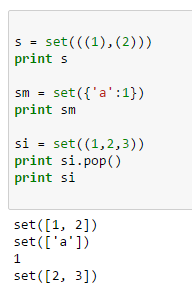 s = set(((1),(2)))
print s
sm = set({'a':1})
print sm
si = set((1,2,3))
print si.pop()
print si
set([1, 2])
set(['a'])
1
set([2, 3])